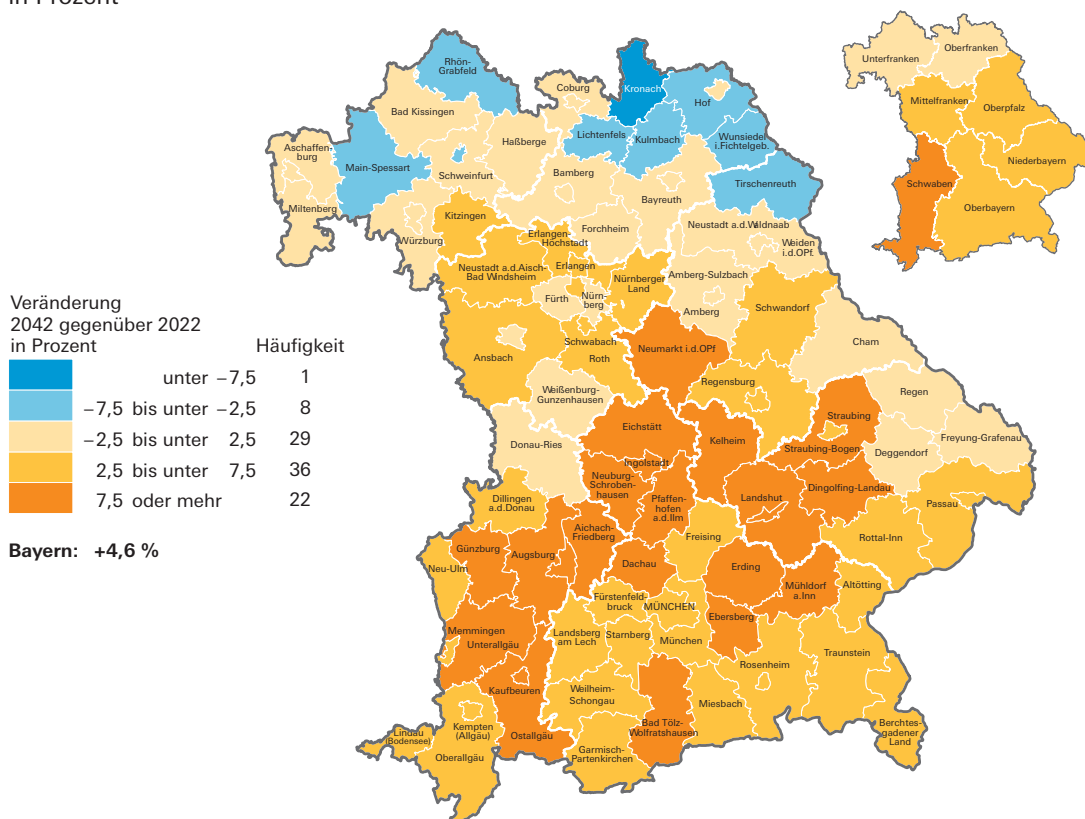 in Prozent
Rhön-
Grabfeld
Coburg
Kronach
Hof
Bad Kissingen
Lichtenfels
Kulmbach
Wunsiedel
i.Fichtelgeb.
Aschaffen-
burg
Main-Spessart
Haßberge
Schweinfurt
Bamberg
Tirschenreuth
Bayreuth
Miltenberg
Kitzingen
Würzburg
Forchheim
Neustadt a.d.Wildnaab
Erlangen-
Höchstadt
Weiden
i.d.OPf.
Neustadt a.d.Aisch-
Bad Windsheim
Erlangen
Nürnberger
Land
Amberg-Sulzbach
Fürth
Nürn-
berg
Amberg
Schwandorf
Ansbach
Schwabach
Roth
Neumarkt i.d.OPf
Cham
Weißenburg-
Gunzenhausen
Regensburg
Regen
Straubing
Eichstätt
Kelheim
Donau-Ries
Straubing-Bogen
Freyung-Grafenau
Deggendorf
Ingolstadt
Neuburg-
Schroben-
hausen
Pfaffen-
hofen
a.d.Ilm
Landshut
Dingolfing-Landau
Dillingen
a.d.Donau
Passau
Aichach-
Friedberg
Freising
Rottal-Inn
Günzburg
Augsburg
Neu-Ulm
Dachau
Erding
Mühldorf
a.Inn
Altötting
Fürstenfeld-
bruck
MÜNCHEN
Ebersberg
Memmingen
Unterallgäu
Landsberg
am Lech
Starnberg
München
Rosenheim
Traunstein
Kaufbeuren
Weilheim-
Schongau
Miesbach
Bad Tölz-
Wolfratshausen
Berchtes-
gadener
Land
Lindau
(Bodensee)
Kempten
(Allgäu)
Ostallgäu
Oberallgäu
Garmisch-
Partenkirchen
Unterfranken
Oberfranken
Mittelfranken
Oberpfalz
Niederbayern
Schwaben
Oberbayern
Veränderung
2042 gegenüber 2022
in Prozent Häufigkeit
unter −7,5 1
−7,5 bis unter −2,5 8
−2,5 bis unter 2,5 29
2,5 bis unter 7,5 36
7,5 oder mehr 22
Bayern: +4,6 %